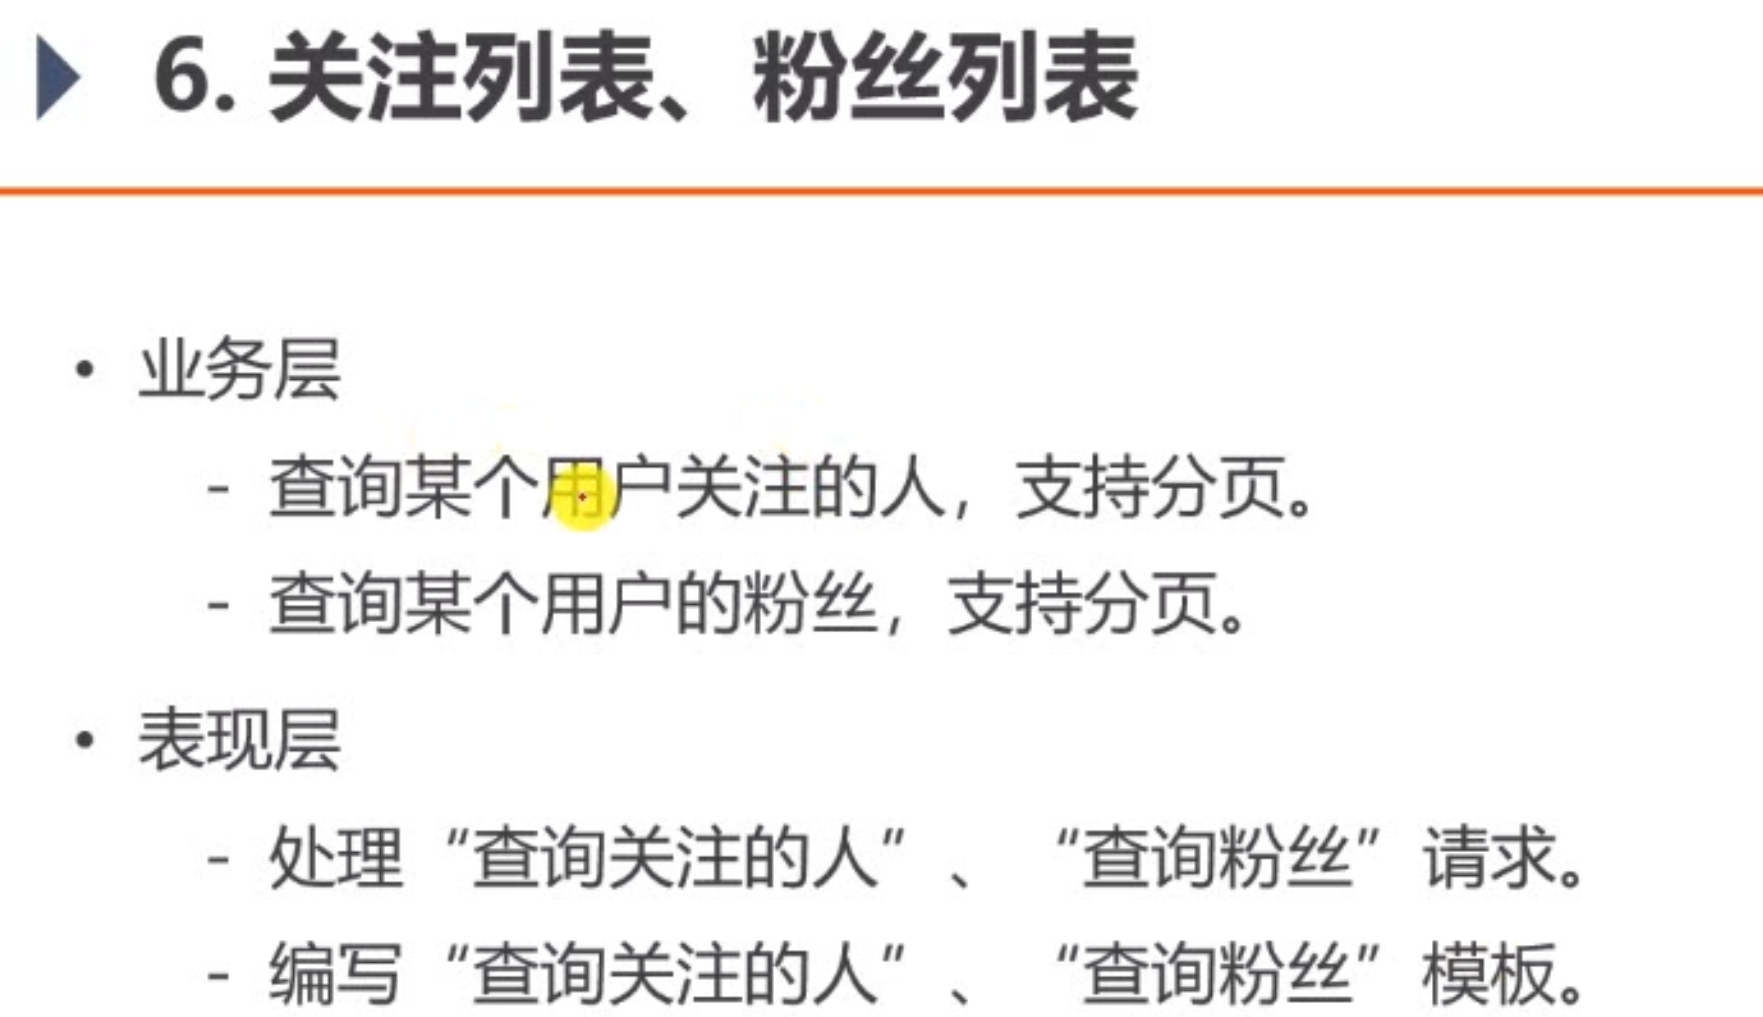 6. 关注列表、粉丝列表
• 业务层
- 查询某个用户关注的人，支持分页。
- 查询某个用户的粉丝，支持分页。
• 表现层
- 处理“查询关注的人”、“查询粉丝”请求。
- 编写“查询关注的人”、“查询粉丝”模板。